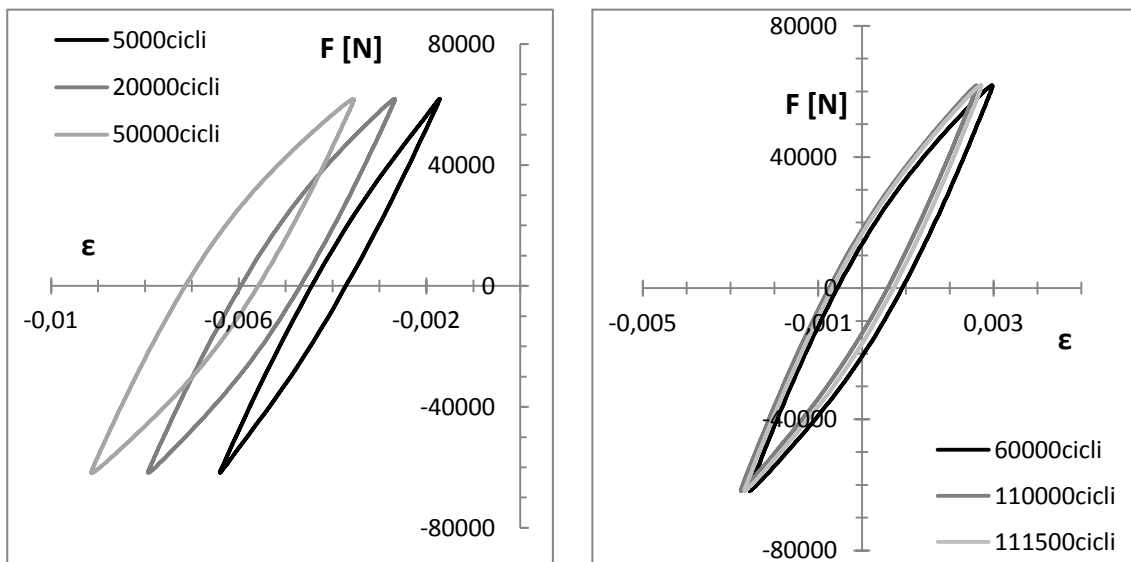 5000cicli
20000cicli
50000cicli
F [N]
80000
40000
0
-40000
-80000
ε
-0,01
-0,006
-0,002
80000
F [N]
40000
0
-40000
-80000
-0,005
-0,001
0,003
ε
60000cicli
110000cicli
111500cicli